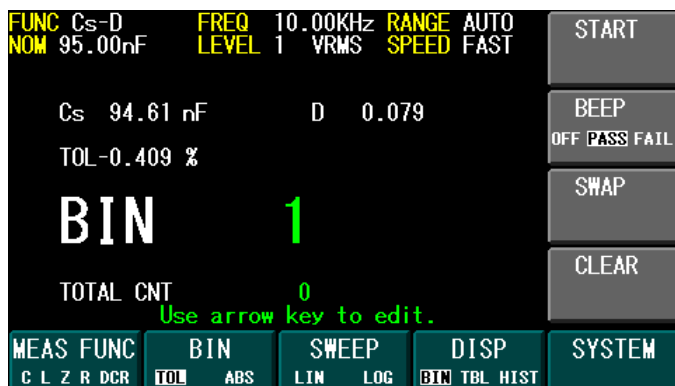 FUNC Cs-D FREQ 10.00KHz RANGE AUTO
NOM 95.00nF LEVEL 1 VRMS SPEED FAST
START
Cs 94.61 nF D 0.079
BEEP
OFF PASS FAIL
TOL-0.409 %
SWAP
BIN 1
CLEAR
TOTAL CNT 0
Use arrow key to edit.
MEAS FUNC BIN SWEEP DISP SYSTEM
C L Z R DCR TOL ABS LIN LOG BIN TBL HIST